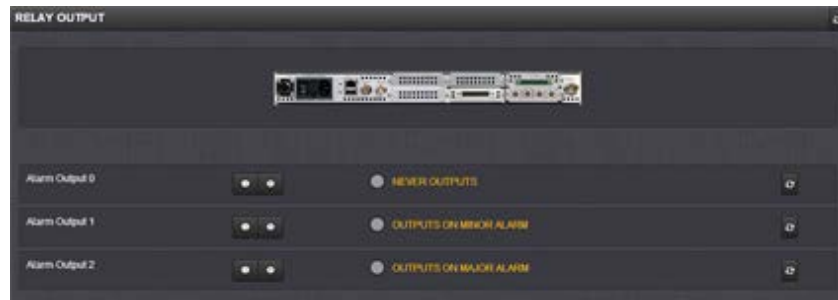 RELAY OUTPUT
Alarm Output 0
NEVER OUTPUTS
Alarm Output 1
OUTPUTS ON MINOR ALARM
Alarm Output 2
OUTPUTS ON MAJOR ALARM